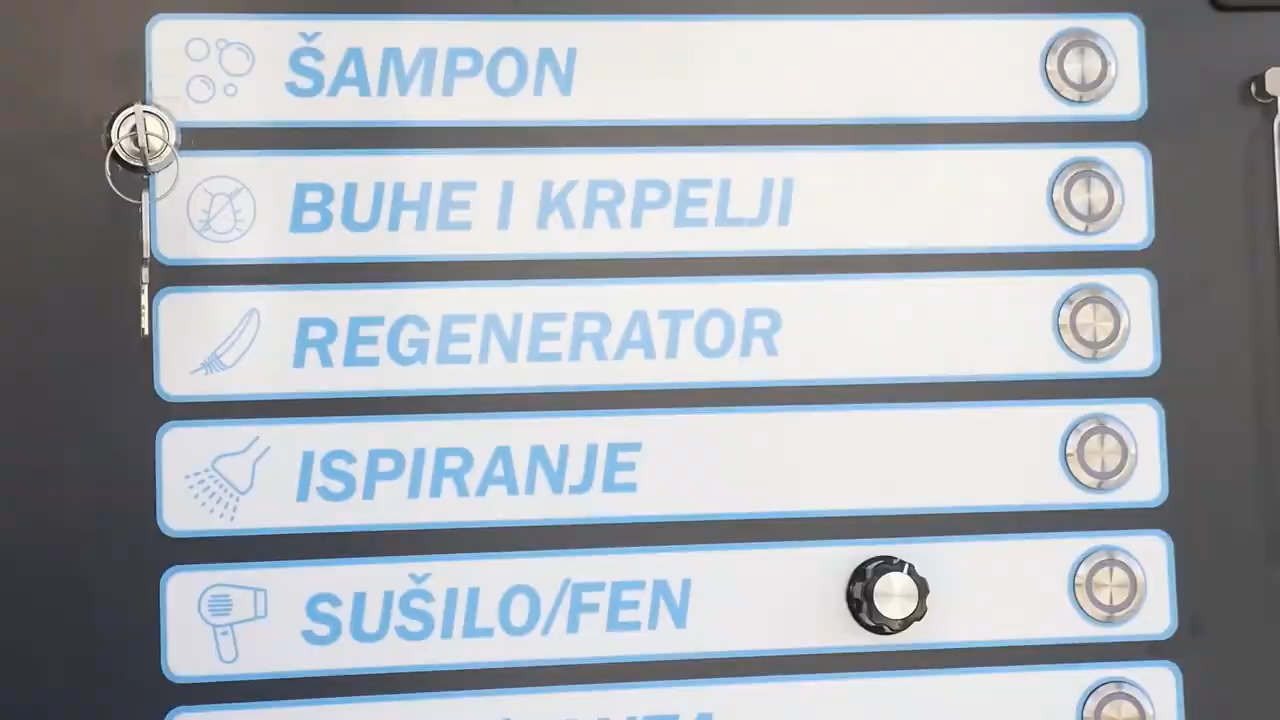 ŠAMPON
BUHE I KRPELJI
REGENERATOR
ISPIRANJE
SUŠILO/FEN